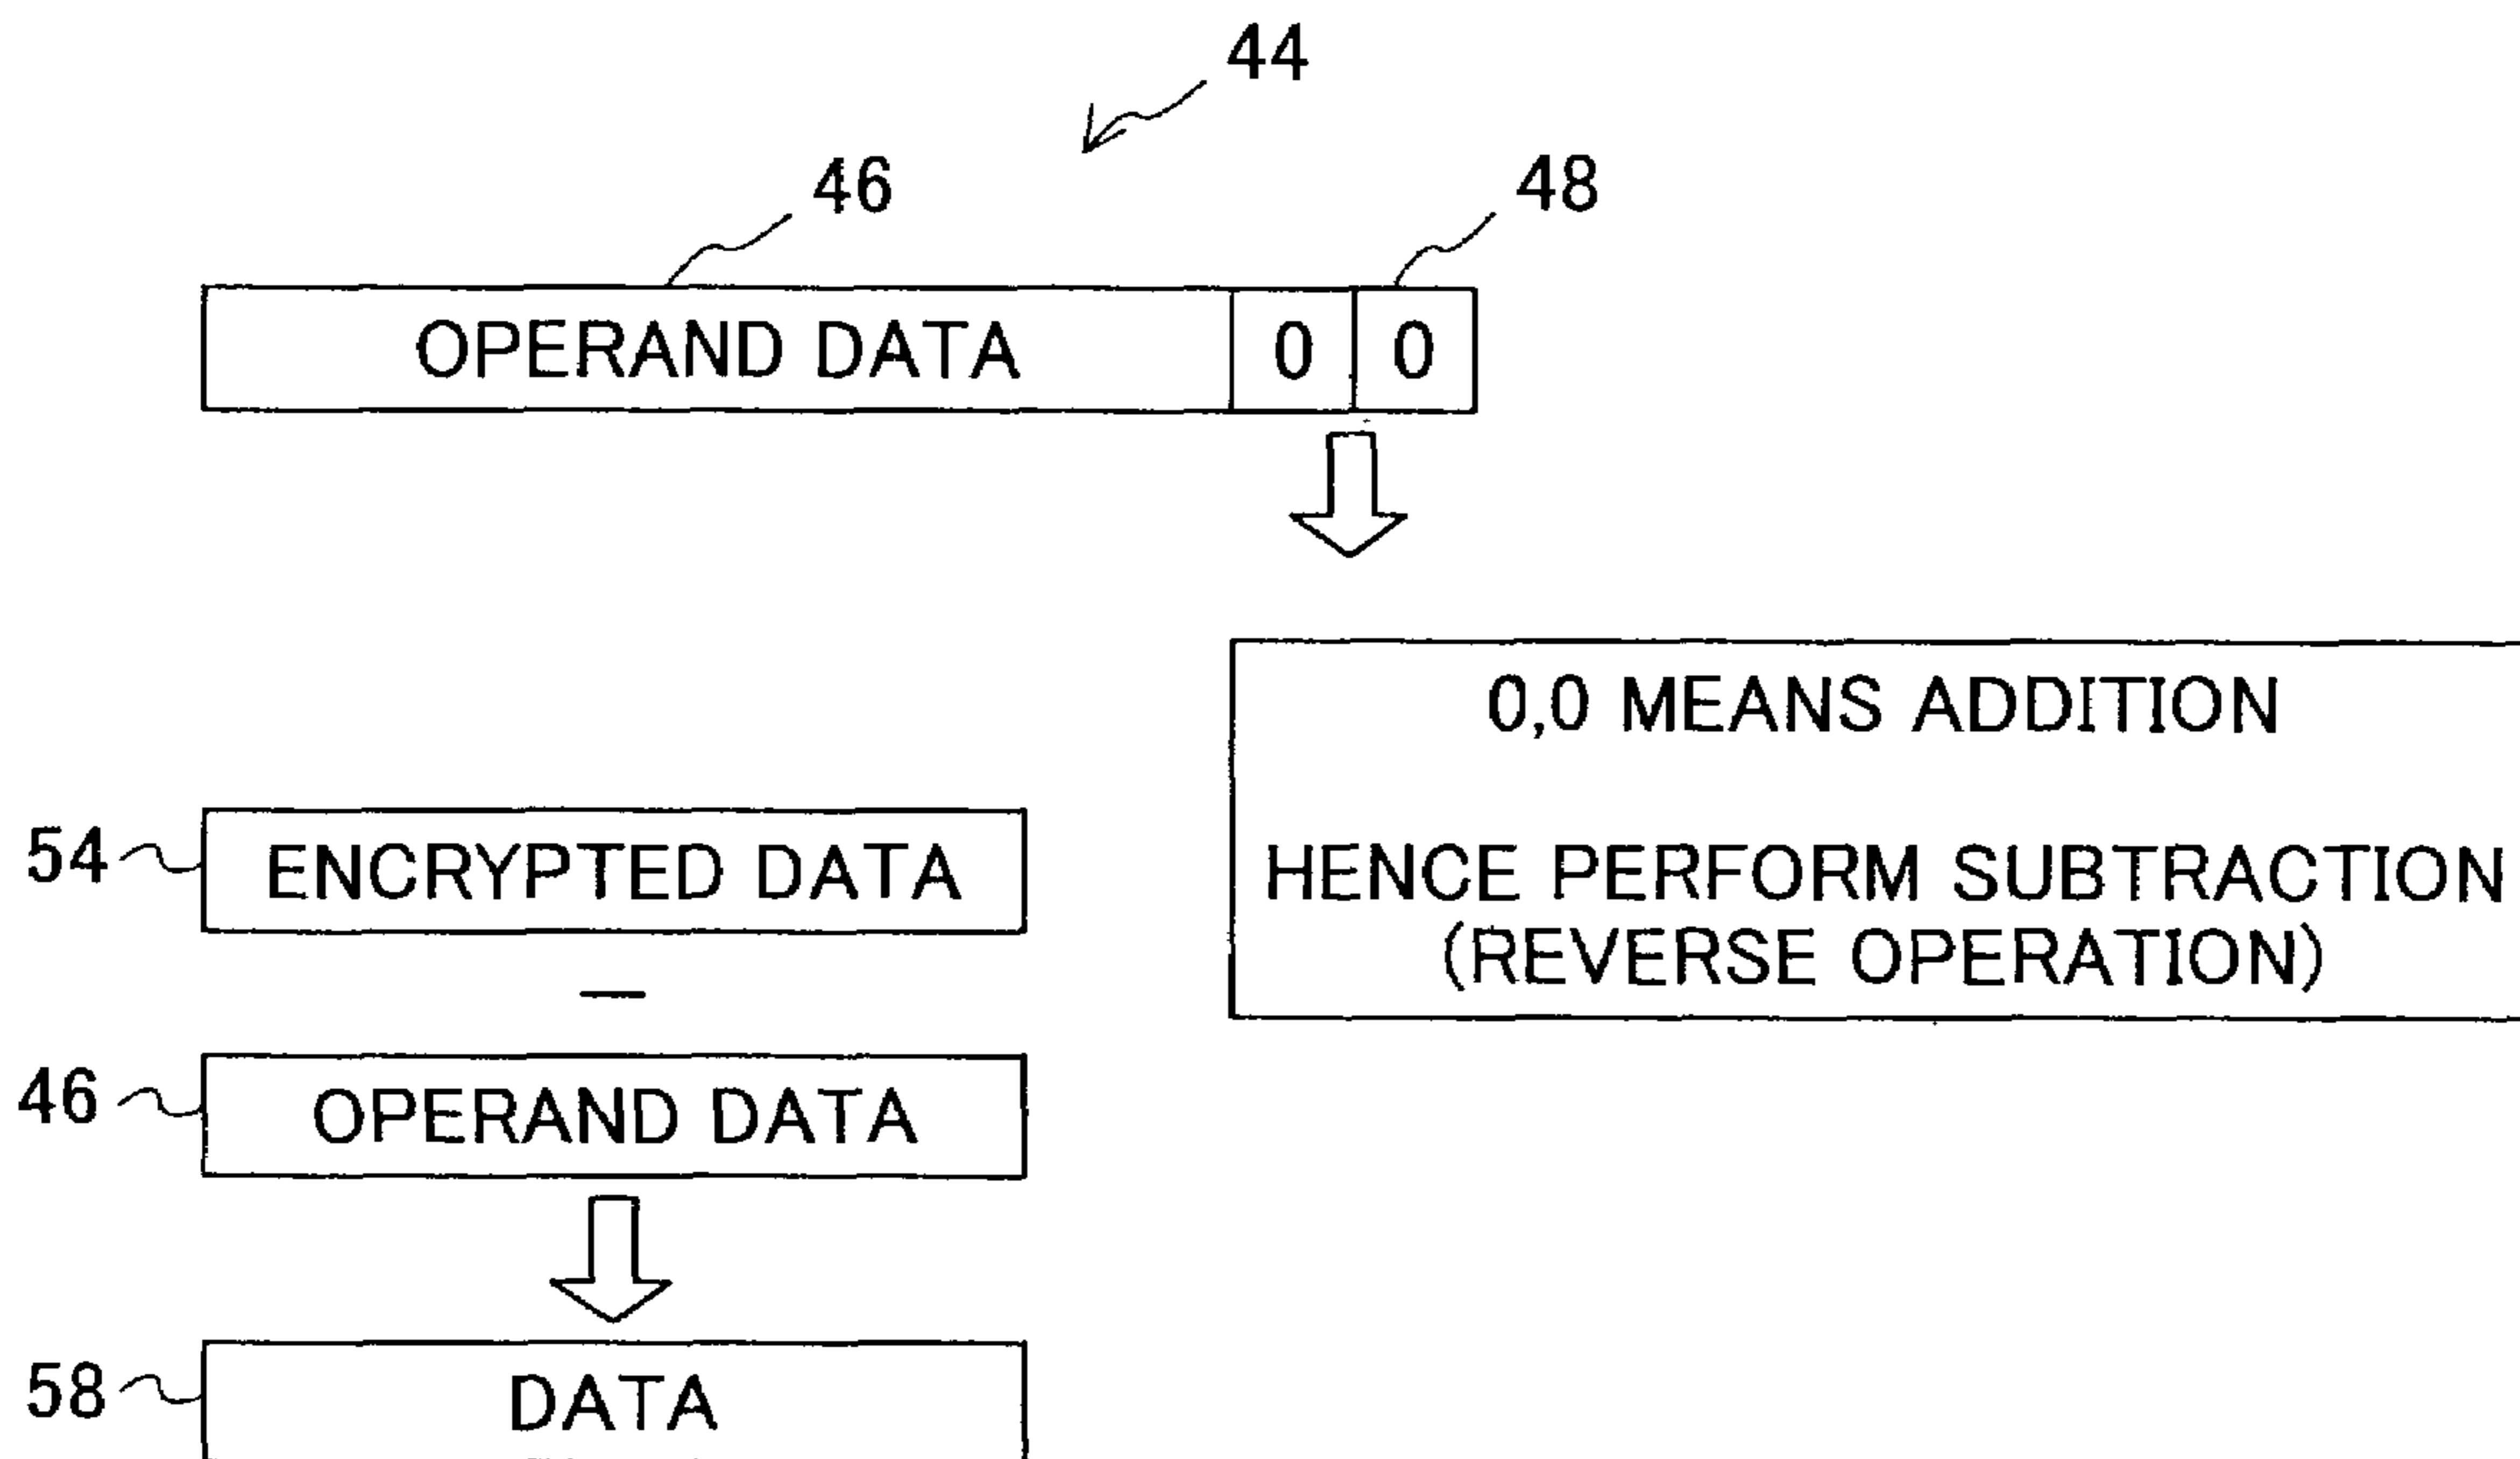 44
46
48
OPERAND DATA 0 0
0,0 MEANS ADDITION
HENCE PERFORM SUBTRACTION
(REVERSE OPERATION)
54 ENCRYPTED DATA
—
46 OPERAND DATA
58 DATA